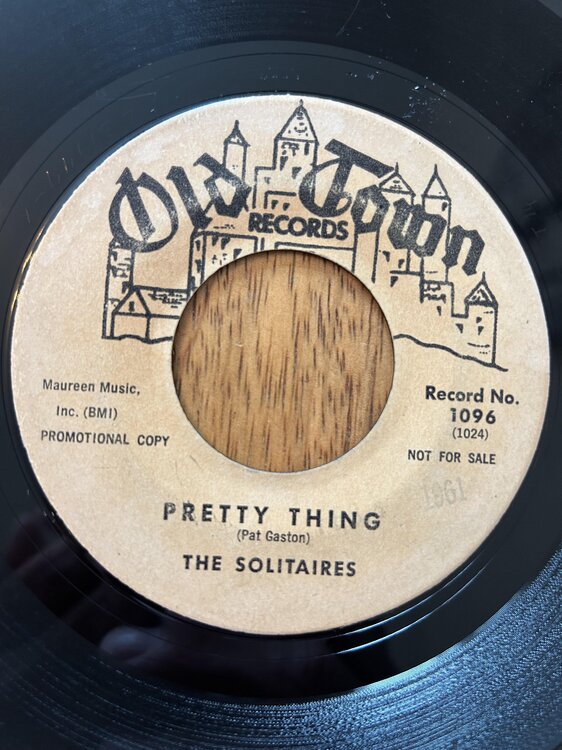 Old Town
RECORDS
Maureen Music,
Inc. (BMI)
PROMOTIONAL COPY
Record No.
1096
(1024)
NOT FOR SALE
1961
PRETTY THING
(Pat Gaston)
THE SOLITAIRES